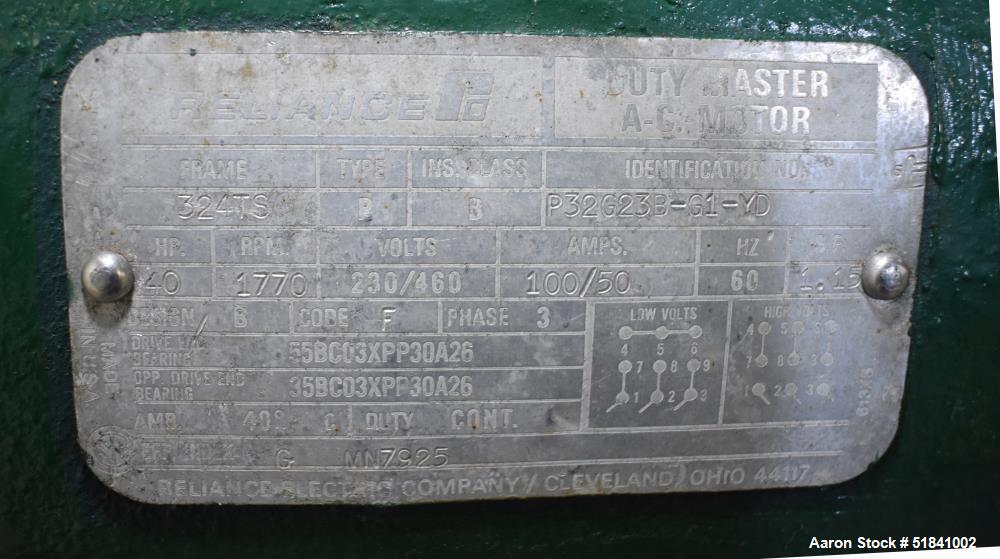 RELIANCE DUTY MASTER
A-C. MOTOR
FRAME TYPE INS. CLASS IDENTIFICATION NO.
324TS P B P32G23B-G1-YD
HP. RPM. VOLTS AMPS. HZ S.F.
40 1770 230/460 100/50 60 1.15
DESIGN B CODE F PHASE 3
DRIVE END
BEARING 55BC03XPP30A26
OPP. DRIVE END
BEARING 35BC03XPP30A26
AMB. 40° C DUTY CONT.
G MN7925
LOW VOLTS
4 5 6
7 8 9
1 2 3
HIGH VOLTS
4 5 6
7 8 9
1 2 3
MADE
IN U.S.A.
RELIANCE ELECTRIC COMPANY / CLEVELAND, OHIO 44117
Aaron Stock # 51841002